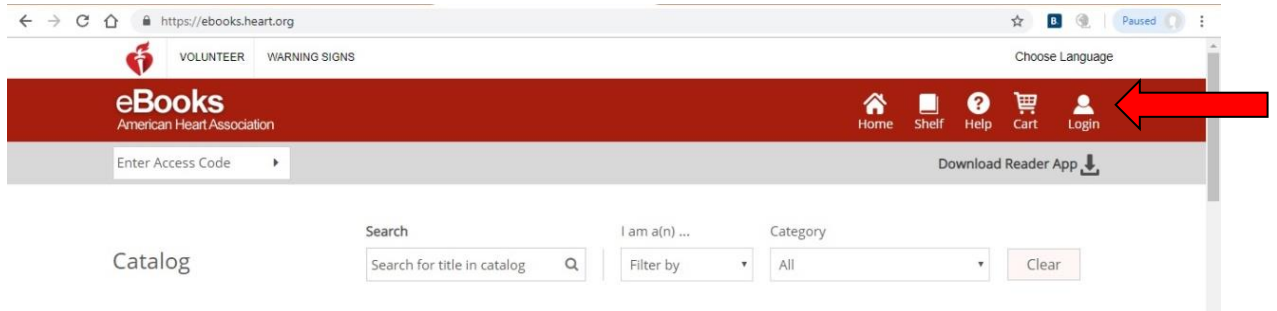 https://ebooks.heart.org Paused
VOLUNTEER WARNING SIGNS Choose Language
eBooks
American Heart Association
Home Shelf Help Cart Login
Enter Access Code Download Reader App
Search I am a(n) ... Category
Catalog Search for title in catalog Filter by All Clear